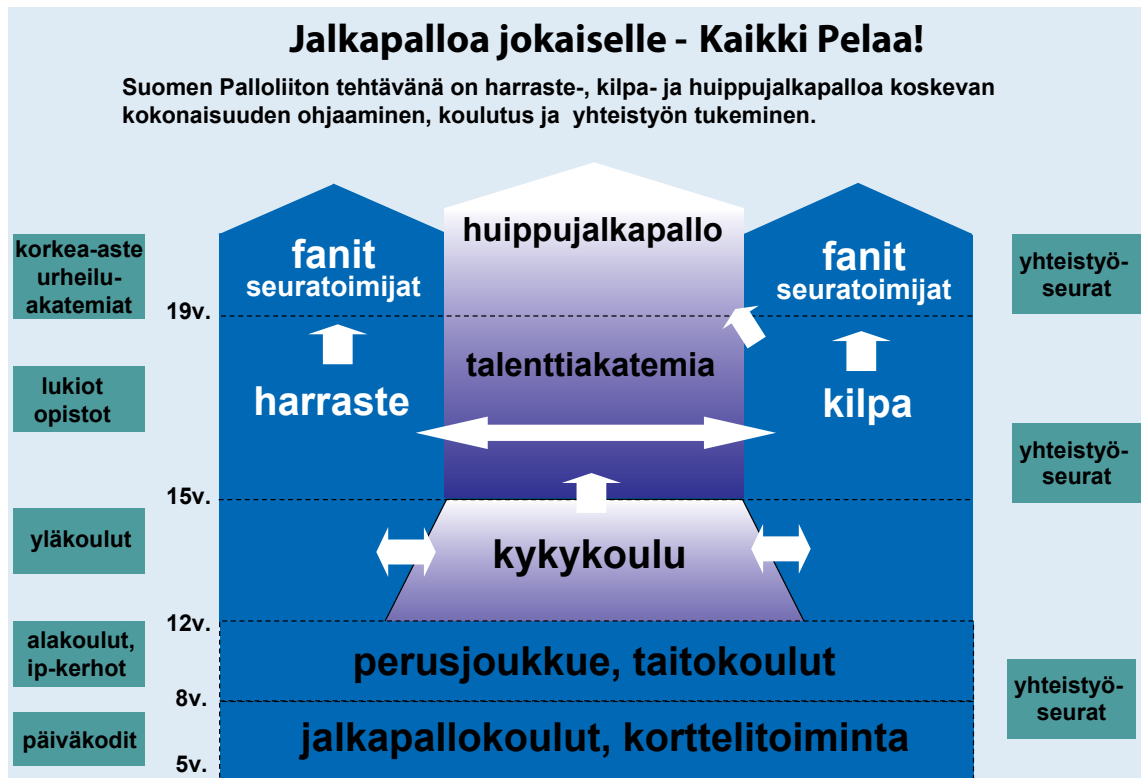 Jalkapalloa jokaiselle - Kaikki Pelaa!
Suomen Palloliiton tehtävänä on harraste-, kilpa- ja huippujalkapalloa koskevan
kokonaisuuden ohjaaminen, koulutus ja yhteistyön tukeminen.
huippujalkapallo
korkea-aste
urheilu-
akatemiat
fanit
seuratoimijat
fanit
seuratoimijat
yhteistyö-
seurat
19v.
talenttiakatemia
lukiot
opistot
harraste
kilpa
yhteistyö-
seurat
15v.
yläkoulut
kykykoulu
12v.
alakoulut,
ip-kerhot
perusjoukkue, taitokoulut
8v.
yhteistyö-
seurat
päiväkodit
jalkapallokoulut, korttelitoiminta
5v.